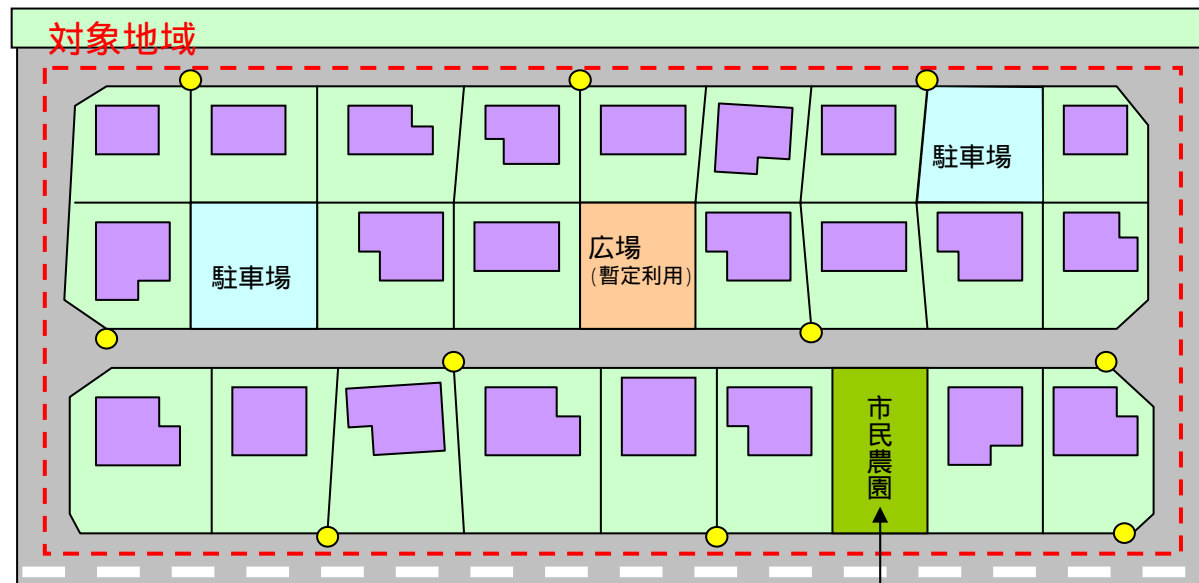 対象地域
駐車場
駐車場
広場
(暫定利用)
市民農園